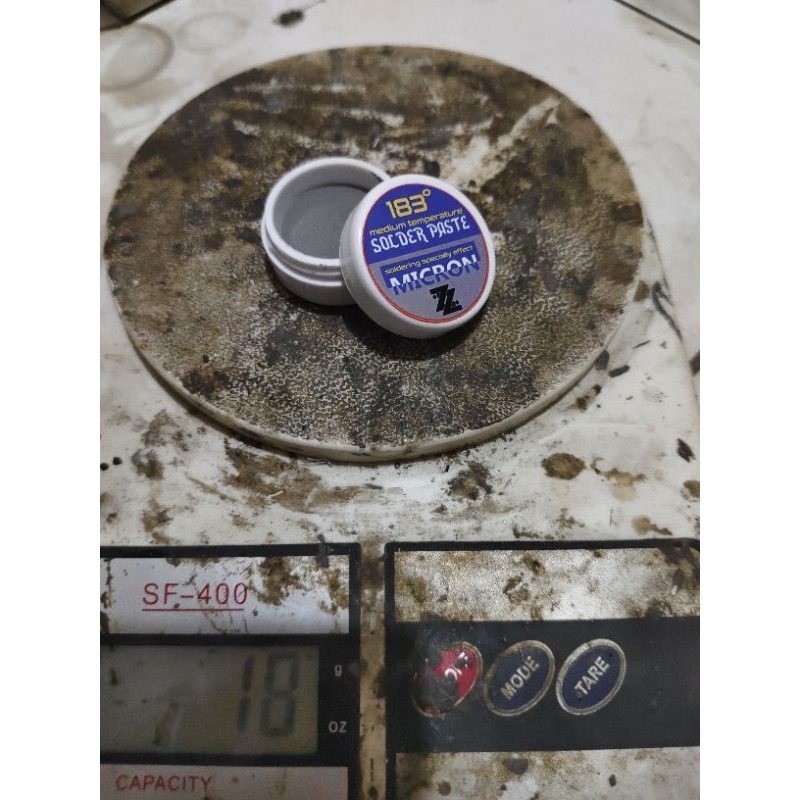 183°
medium temperature
SOLDER PASTE
soldering specialty effect
MICRON
SF-400
18
g
OZ
MODE
TARE
CAPACITY